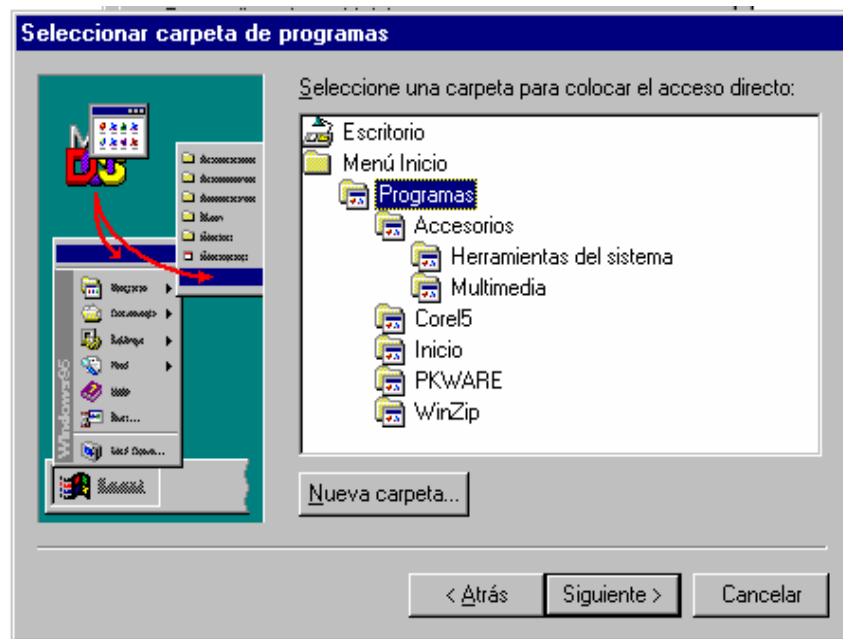 Seleccionar carpeta de programas
Seleccione una carpeta para colocar el acceso directo:
Escritorio
Menú Inicio
Programas
Accesorios
Herramientas del sistema
Multimedia
Corel5
Inicio
PKWARE
WinZip
Windows95
Nueva carpeta...
< Atrás
Siguiente >
Cancelar